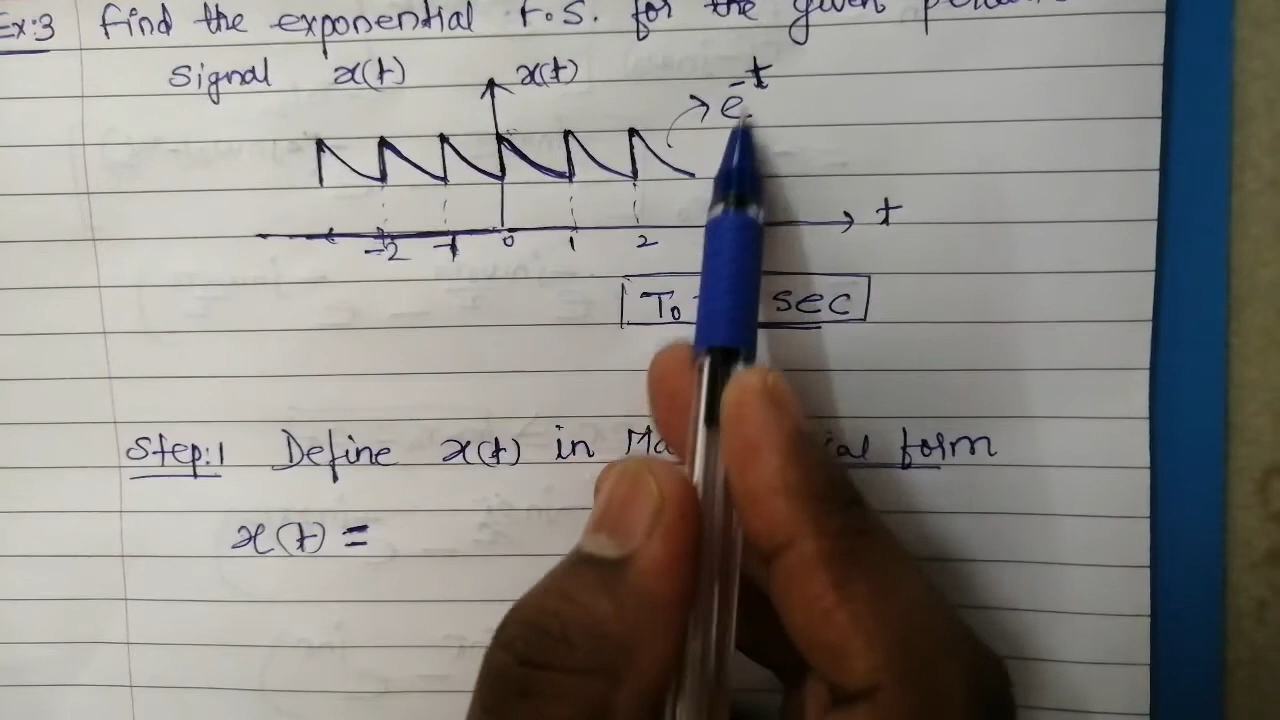 Ex:3 Find the exponential F.S. for the given
signal x(t)
x(t)
e^-t
t
-2 -1 0 1 2
T₀ sec
Step:1 Define x(t) in form
x(t) =